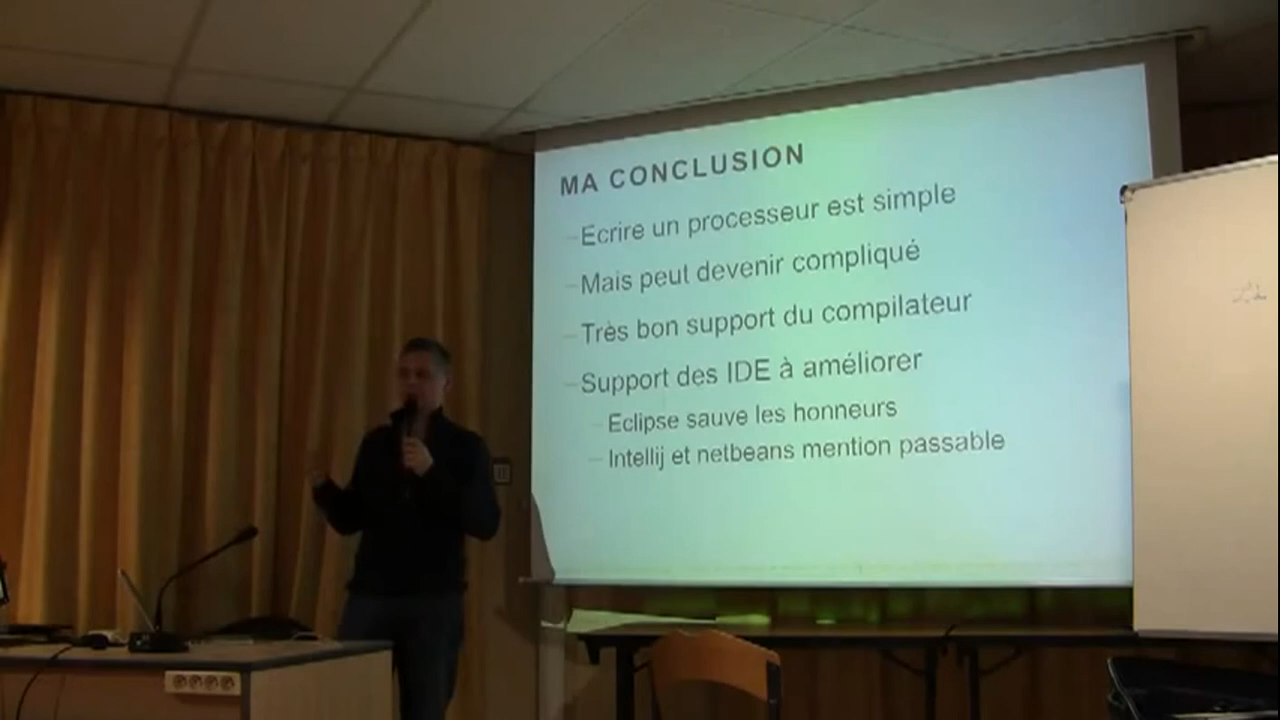 MA CONCLUSION
–Ecrire un processeur est simple
–Mais peut devenir compliqué
–Très bon support du compilateur
–Support des IDE à améliorer
– Eclipse sauve les honneurs
– Intellij et netbeans mention passable